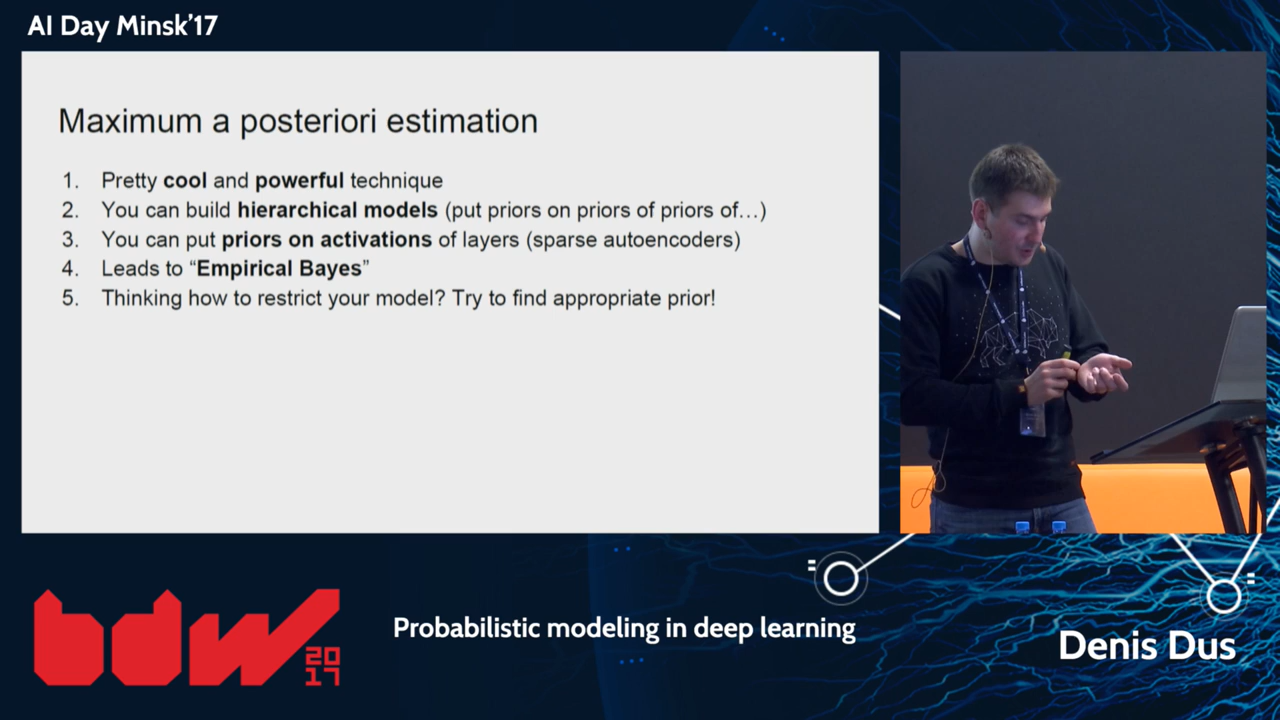 AI Day Minsk'17
Maximum a posteriori estimation
1. Pretty cool and powerful technique
2. You can build hierarchical models (put priors on priors of priors of…)
3. You can put priors on activations of layers (sparse autoencoders)
4. Leads to “Empirical Bayes”
5. Thinking how to restrict your model? Try to find appropriate prior!
bdw
20
17
Probabilistic modeling in deep learning
Denis Dus